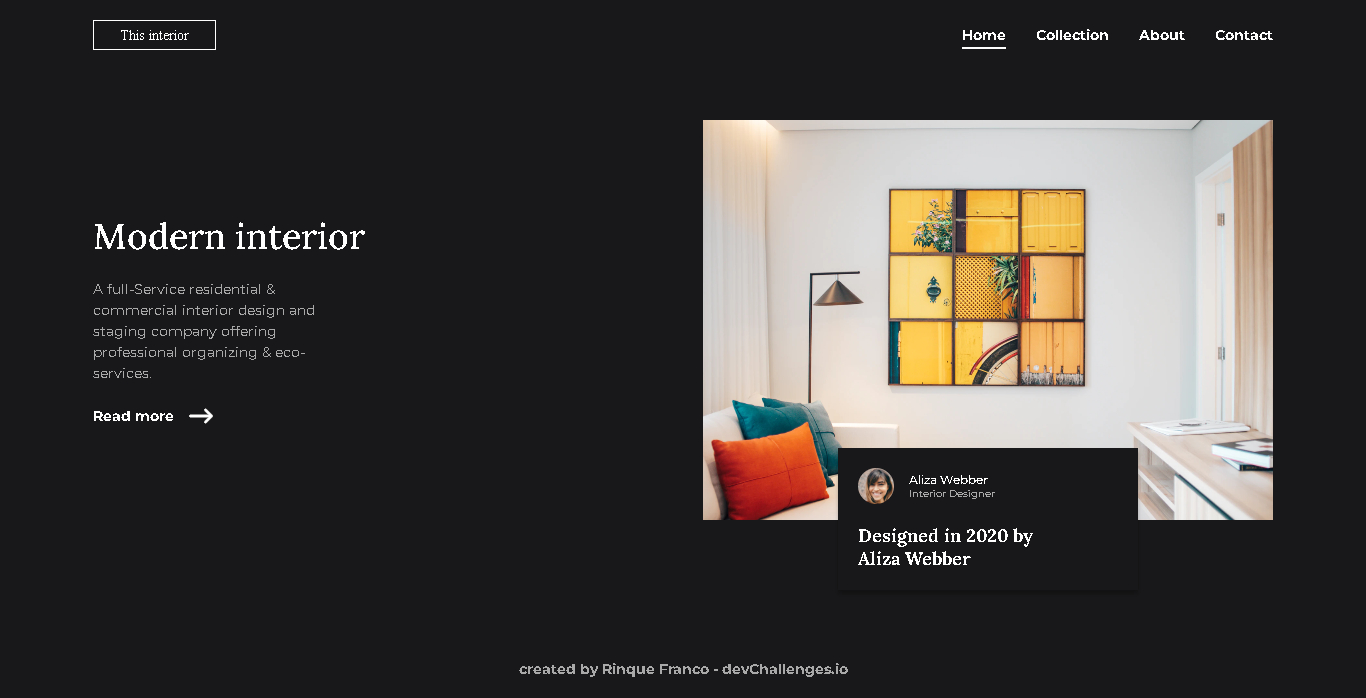 This interior
Home Collection About Contact
Modern interior
A full-Service residential &
commercial interior design and
staging company offering
professional organizing & eco-
services.
Read more
Aliza Webber
Interior Designer
Designed in 2020 by
Aliza Webber
created by Rinque Franco - devChallenges.io